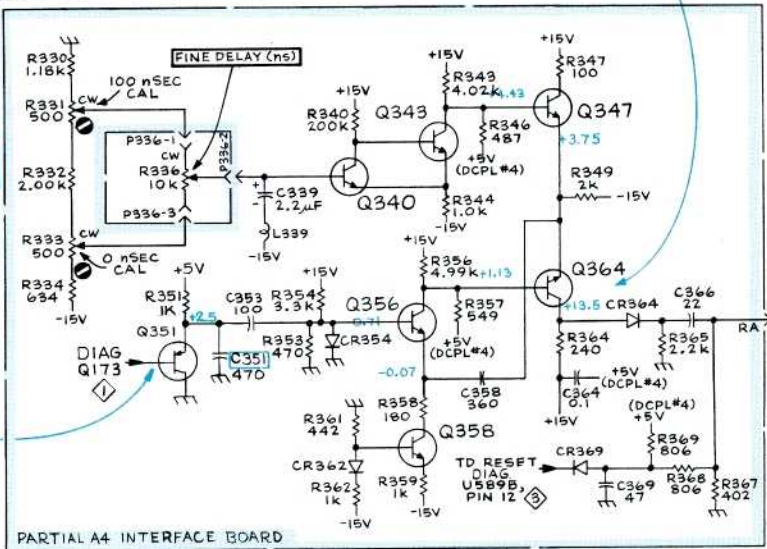 R330
1.18K
100 nSEC
CAL
CW
R331
500
R332
2.00K
R333
500
CW
0 nSEC
CAL
R334
634
-15V
FINE DELAY (ns)
P336-1
CW
R336
10K
P336-2
P336-3
+15V
R340
200K
C339
2.2µF
L339
-15V
Q340
+15V
R343
4.02K
+4.43
Q343
R346
487
+5V
(DCPL#4)
R344
1.0K
-15V
+15V
R347
100
Q347
+3.75
R349
2K
-15V
+5V
R351
1K
+2.5
Q351
DIAG
Q173
1
C351
470
C353
100
+15V
R354
3.3K
R353
470
CR354
0.71
Q356
+15V
R356
4.99K
+1.13
R357
549
+5V
(DCPL#4)
-0.07
C358
360
R358
180
R361
442
Q358
CR362
R362
1K
-15V
R359
1K
-15V
Q364
+13.5
CR364
C366
22
R364
240
R365
2.2K
RA
C364
0.1
+5V
(DCPL#4)
+15V
(DCPL#4)
+5V
R369
806
R368
806
R367
402
CR369
C369
47
TD RESET
DIAG
U589B,
PIN 12
3
PARTIAL A4 INTERFACE BOARD